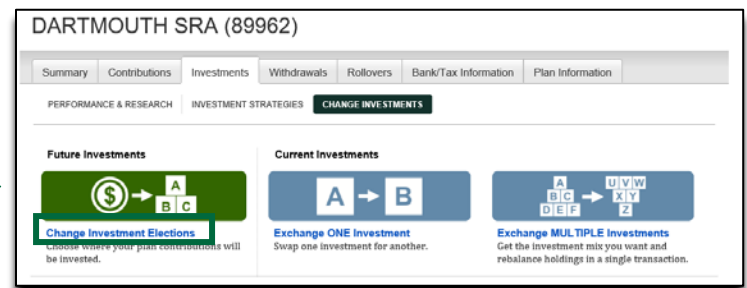 DARTMOUTH SRA (89962)
Summary Contributions Investments Withdrawals Rollovers Bank/Tax Information Plan Information
PERFORMANCE & RESEARCH INVESTMENT STRATEGIES CHANGE INVESTMENTS
Future Investments Current Investments
$ A B C
A B
A B C D E F U V W X Y Z
Change Investment Elections Exchange ONE Investment Exchange MULTIPLE Investments
Choose where your plan contributions will Swap one investment for another. Get the investment mix you want and
be invested. rebalance holdings in a single transaction.